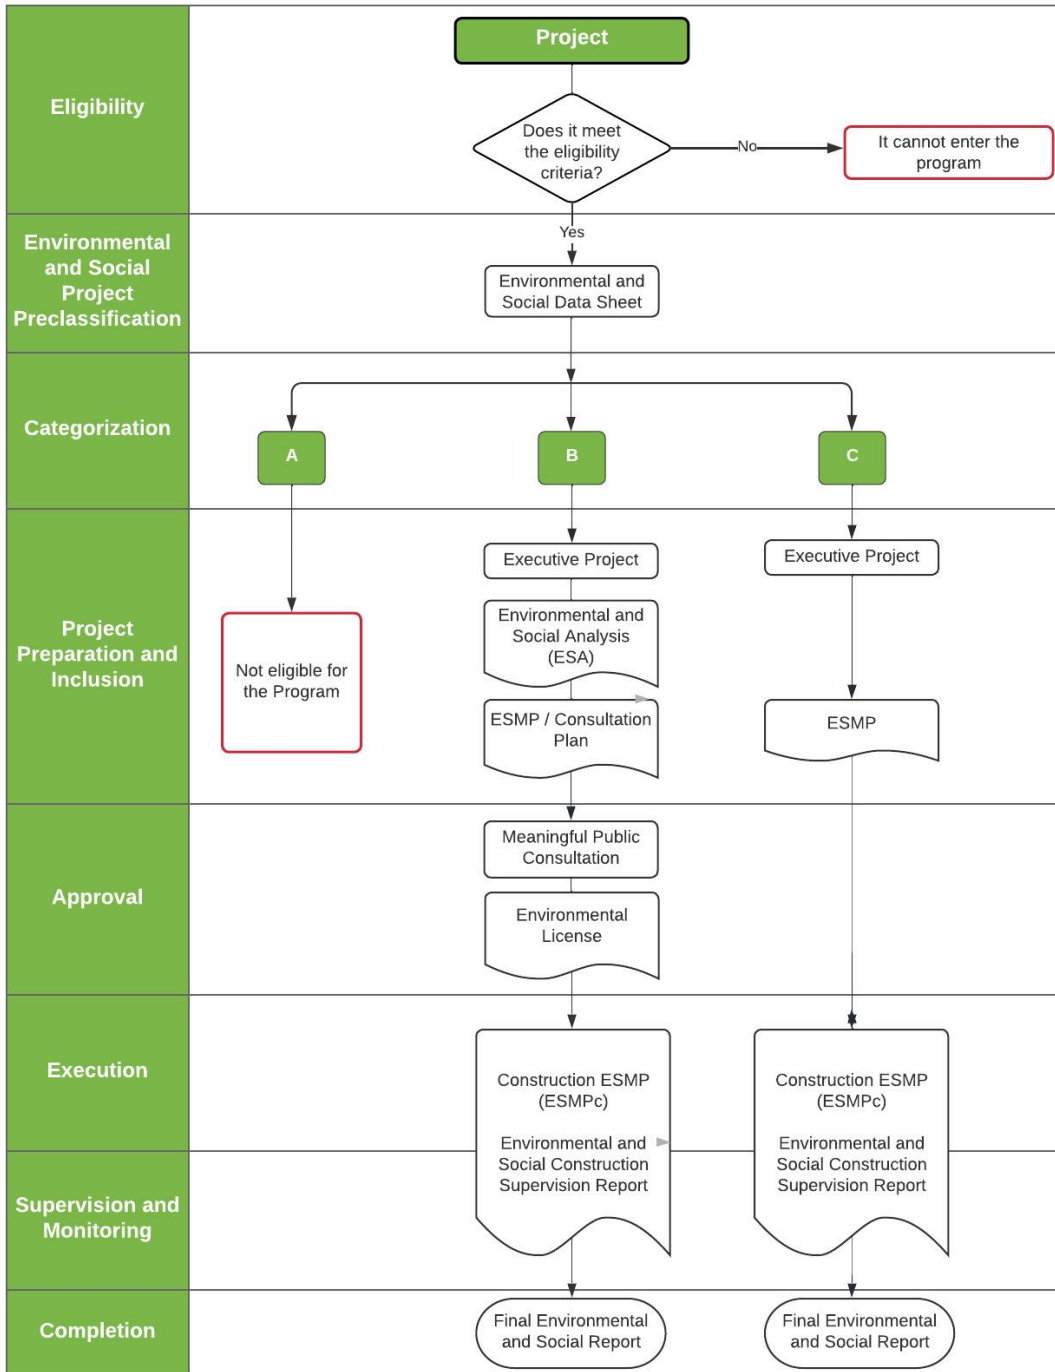 Project
Eligibility
Does it meet
the eligibility
criteria?
No
It cannot enter the
program
Yes
Environmental
and Social
Project
Preclassification
Environmental and
Social Data Sheet
Categorization
A
B
C
Project
Preparation and
Inclusion
Not eligible for
the Program
Executive Project
Environmental and
Social Analysis
(ESA)
ESMP / Consultation
Plan
Executive Project
ESMP
Approval
Meaningful Public
Consultation
Environmental
License
Execution
Construction ESMP
(ESMPc)
Environmental and
Social Construction
Supervision Report
Construction ESMP
(ESMPc)
Environmental and
Social Construction
Supervision Report
Supervision and
Monitoring
Completion
Final Environmental
and Social Report
Final Environmental
and Social Report